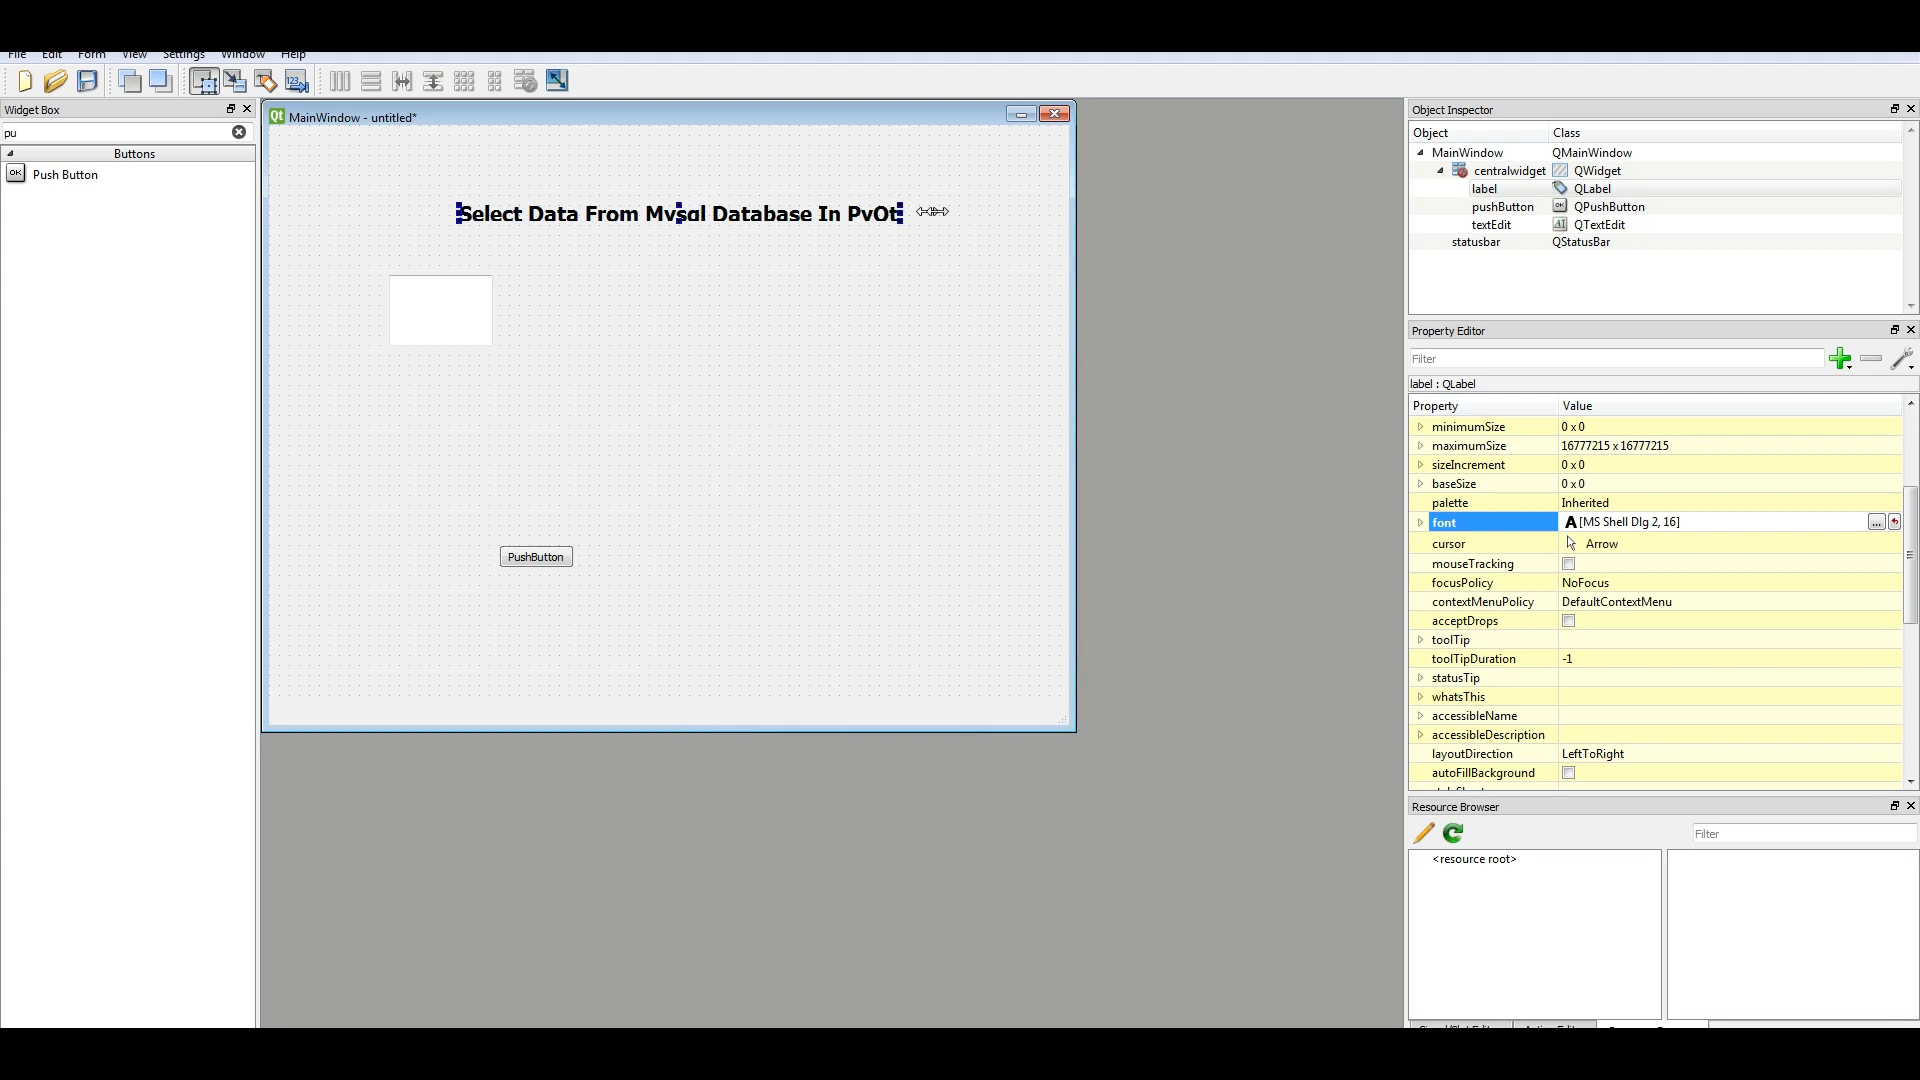 File Edit Form View Settings Window Help
Widget Box
pu
Buttons
OK Push Button
Qt MainWindow - untitled*
Select Data From Mysql Database In PyQt
PushButton
Object Inspector
Object Class
MainWindow QMainWindow
centralwidget QWidget
label QLabel
pushButton OK QPushButton
textEdit AI QTextEdit
statusbar QStatusBar
Property Editor
Filter
label : QLabel
Property Value
minimumSize 0 x 0
maximumSize 16777215 x 16777215
sizeIncrement 0 x 0
baseSize 0 x 0
palette Inherited
font A [MS Shell Dlg 2, 16] ...
cursor Arrow
mouseTracking
focusPolicy NoFocus
contextMenuPolicy DefaultContextMenu
acceptDrops
toolTip
toolTipDuration -1
statusTip
whatsThis
accessibleName
accessibleDescription
layoutDirection LeftToRight
autoFillBackground
Resource Browser
Filter
<resource root>